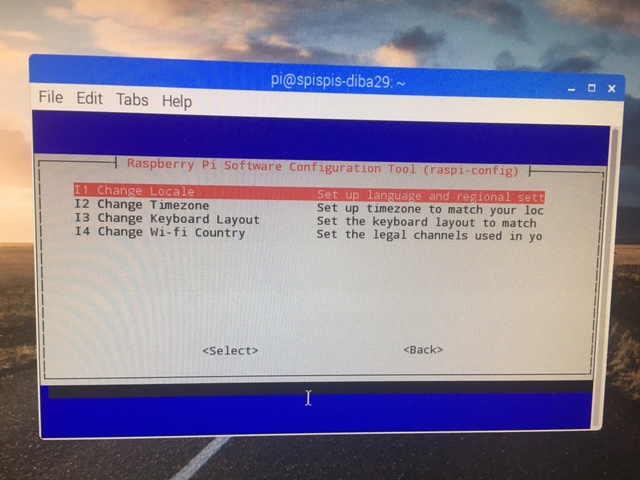 pi@spispis-diba29: ~
File Edit Tabs Help
Raspberry Pi Software Configuration Tool (raspi-config)
I1 Change Locale Set up language and regional sett
I2 Change Timezone Set up timezone to match your loc
I3 Change Keyboard Layout Set the keyboard layout to match
I4 Change Wi-fi Country Set the legal channels used in yo
<Select> <Back>